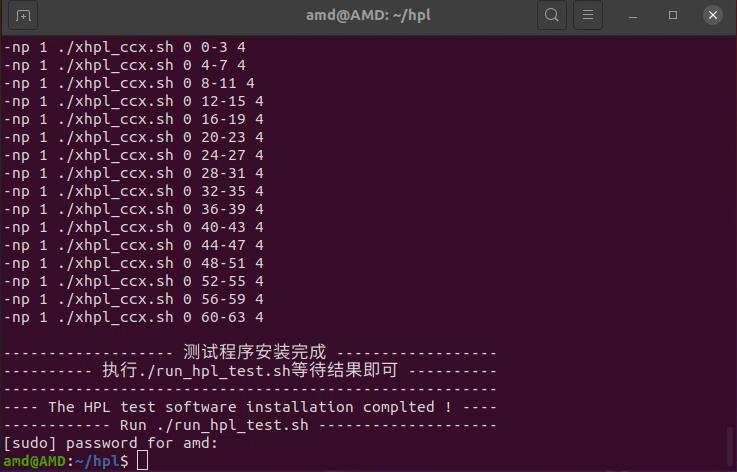 amd@AMD: ~/hpl
-np 1 ./xhpl_ccx.sh 0 0-3 4
-np 1 ./xhpl_ccx.sh 0 4-7 4
-np 1 ./xhpl_ccx.sh 0 8-11 4
-np 1 ./xhpl_ccx.sh 0 12-15 4
-np 1 ./xhpl_ccx.sh 0 16-19 4
-np 1 ./xhpl_ccx.sh 0 20-23 4
-np 1 ./xhpl_ccx.sh 0 24-27 4
-np 1 ./xhpl_ccx.sh 0 28-31 4
-np 1 ./xhpl_ccx.sh 0 32-35 4
-np 1 ./xhpl_ccx.sh 0 36-39 4
-np 1 ./xhpl_ccx.sh 0 40-43 4
-np 1 ./xhpl_ccx.sh 0 44-47 4
-np 1 ./xhpl_ccx.sh 0 48-51 4
-np 1 ./xhpl_ccx.sh 0 52-55 4
-np 1 ./xhpl_ccx.sh 0 56-59 4
-np 1 ./xhpl_ccx.sh 0 60-63 4
------------------- 测试程序安装完成 ------------------
---------- 执行./run_hpl_test.sh等待结果即可 ----------
-------------------------------------------------------
---- The HPL test software installation complted ! ----
------------ Run ./run_hpl_test.sh --------------------
[sudo] password for amd:
amd@AMD:~/hpl$